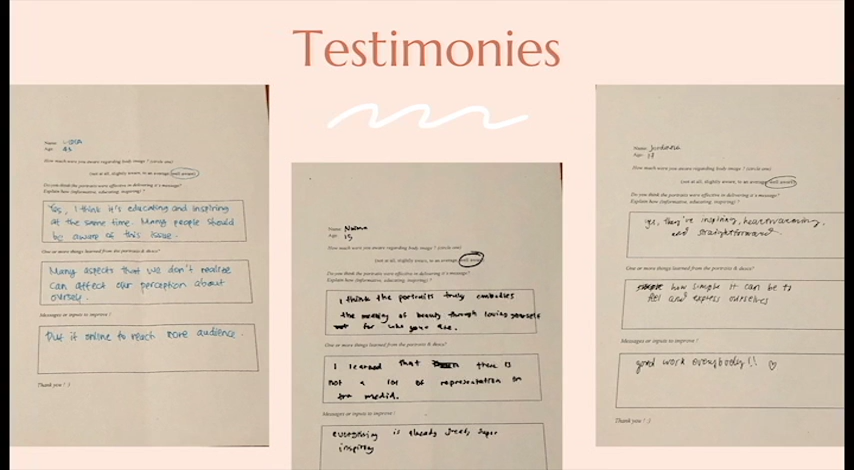 Testimonies
Name: LIDIA
Age: 43
How much were you aware regarding body image ? (circle one)
(not at all, slightly aware, to an average, well aware)
Do you think the portraits were effective in delivering it's message?
Explain how (informative, educating, inspiring) ?
Yes, I think it's educating and inspiring
at the same time. Many people should
be aware of this issue.
One or more things learned from the portraits & docu?
Many aspects that we don't realise
can affect our perception about
ourself.
Messages or inputs to improve !
Put it online to reach more audience.
Thank you ! :)
Name: Naima
Age: 15
How much were you aware regarding body image ? (circle one)
(not at all, slightly aware, to an average, well aware)
Do you think the portraits were effective in delivering it's message?
Explain how (informative, educating, inspiring) ?
I think the portraits truly embodies
the meaning of beauty through loving yourself
for who you are.
One or more things learned from the portraits & docu?
I learned that there is
not a lot of representation in
the media.
Messages or inputs to improve !
everything is already good, super
inspiring
Name:
Age: 17
How much were you aware regarding body image ? (circle one)
(not at all, slightly aware, to an average, well aware)
Do you think the portraits were effective in delivering it's message?
Explain how (informative, educating, inspiring) ?
yes, they're inspiring, heartwarming,
and straightforward.
One or more things learned from the portraits & docu?
how simple it can be to
feel and express ourselves
Messages or inputs to improve !
good work everybody!! ♡
Thank you ! :)